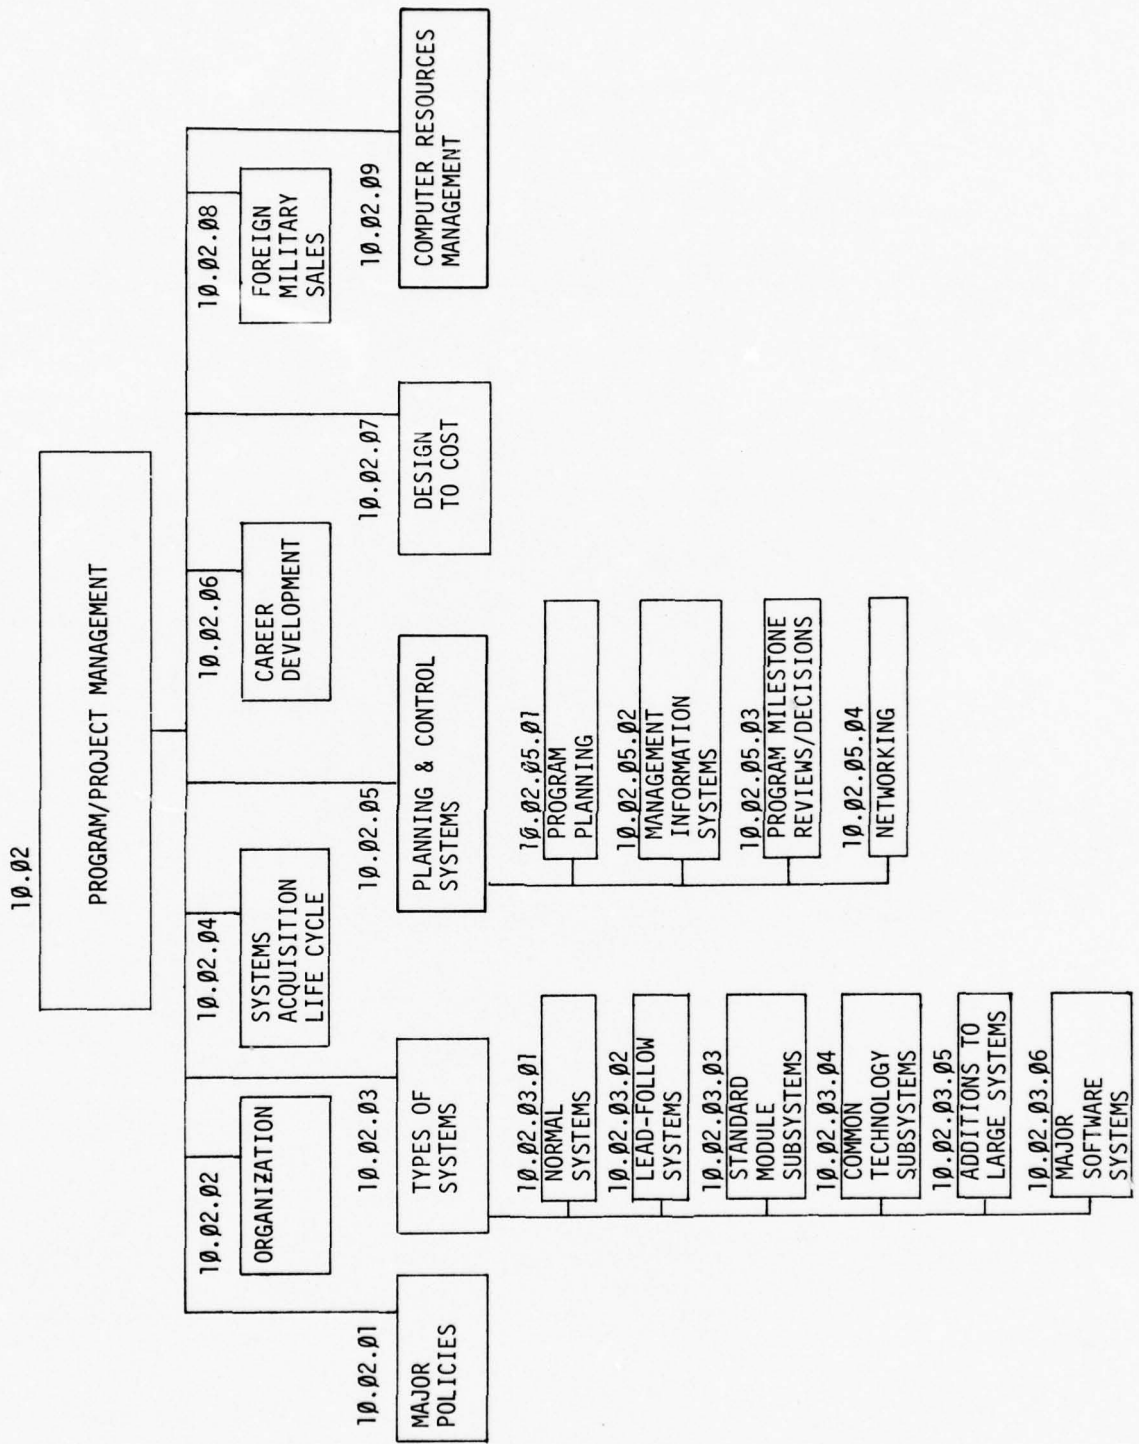 1Ø.Ø2
PROGRAM/PROJECT MANAGEMENT
1Ø.Ø2.Ø1
MAJOR
POLICIES
1Ø.Ø2.Ø2
ORGANIZATION
1Ø.Ø2.Ø3
TYPES OF
SYSTEMS
1Ø.Ø2.Ø3.Ø1
NORMAL
SYSTEMS
1Ø.Ø2.Ø3.Ø2
LEAD-FOLLOW
SYSTEMS
1Ø.Ø2.Ø3.Ø3
STANDARD
MODULE
SUBSYSTEMS
1Ø.Ø2.Ø3.Ø4
COMMON
TECHNOLOGY
SUBSYSTEMS
1Ø.Ø2.Ø3.Ø5
ADDITIONS TO
LARGE SYSTEMS
1Ø.Ø2.Ø3.Ø6
MAJOR
SOFTWARE
SYSTEMS
1Ø.Ø2.Ø4
SYSTEMS
ACQUISITION
LIFE CYCLE
1Ø.Ø2.Ø5
PLANNING & CONTROL
SYSTEMS
1Ø.Ø2.Ø5.Ø1
PROGRAM
PLANNING
1Ø.Ø2.Ø5.Ø2
MANAGEMENT
INFORMATION
SYSTEMS
1Ø.Ø2.Ø5.Ø3
PROGRAM MILESTONE
REVIEWS/DECISIONS
1Ø.Ø2.Ø5.Ø4
NETWORKING
1Ø.Ø2.Ø6
CAREER
DEVELOPMENT
1Ø.Ø2.Ø7
DESIGN
TO COST
1Ø.Ø2.Ø8
FOREIGN
MILITARY
SALES
1Ø.Ø2.Ø9
COMPUTER RESOURCES
MANAGEMENT